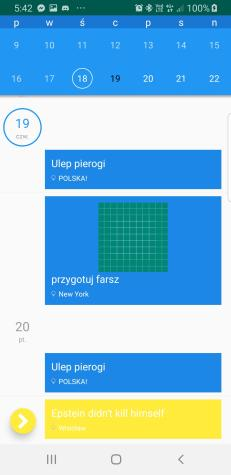 5:42 100%
p w ś c p s n
9 10 11 12 13 14 15
16 17 18 19 20 21 22
19
czw.
Ulep pierogi
POLSKA!
przygotuj farsz
New York
20
pt.
Ulep pierogi
POLSKA!
Epstein didn't kill himself
Wrocław